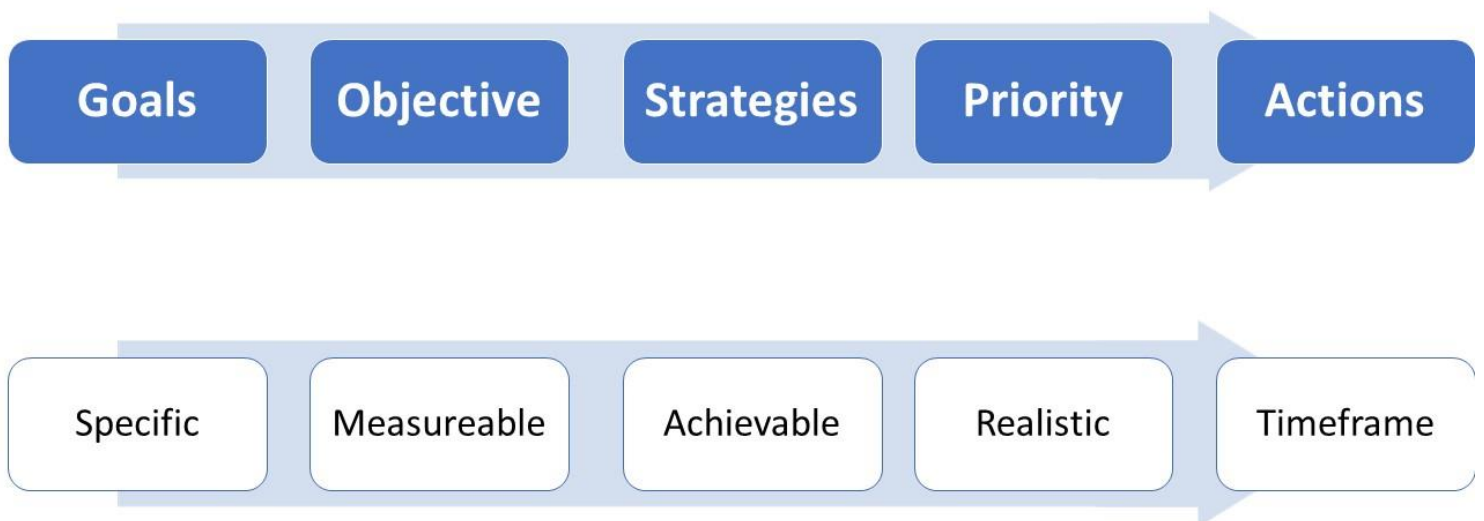 Goals Objective Strategies Priority Actions
Specific Measureable Achievable Realistic Timeframe